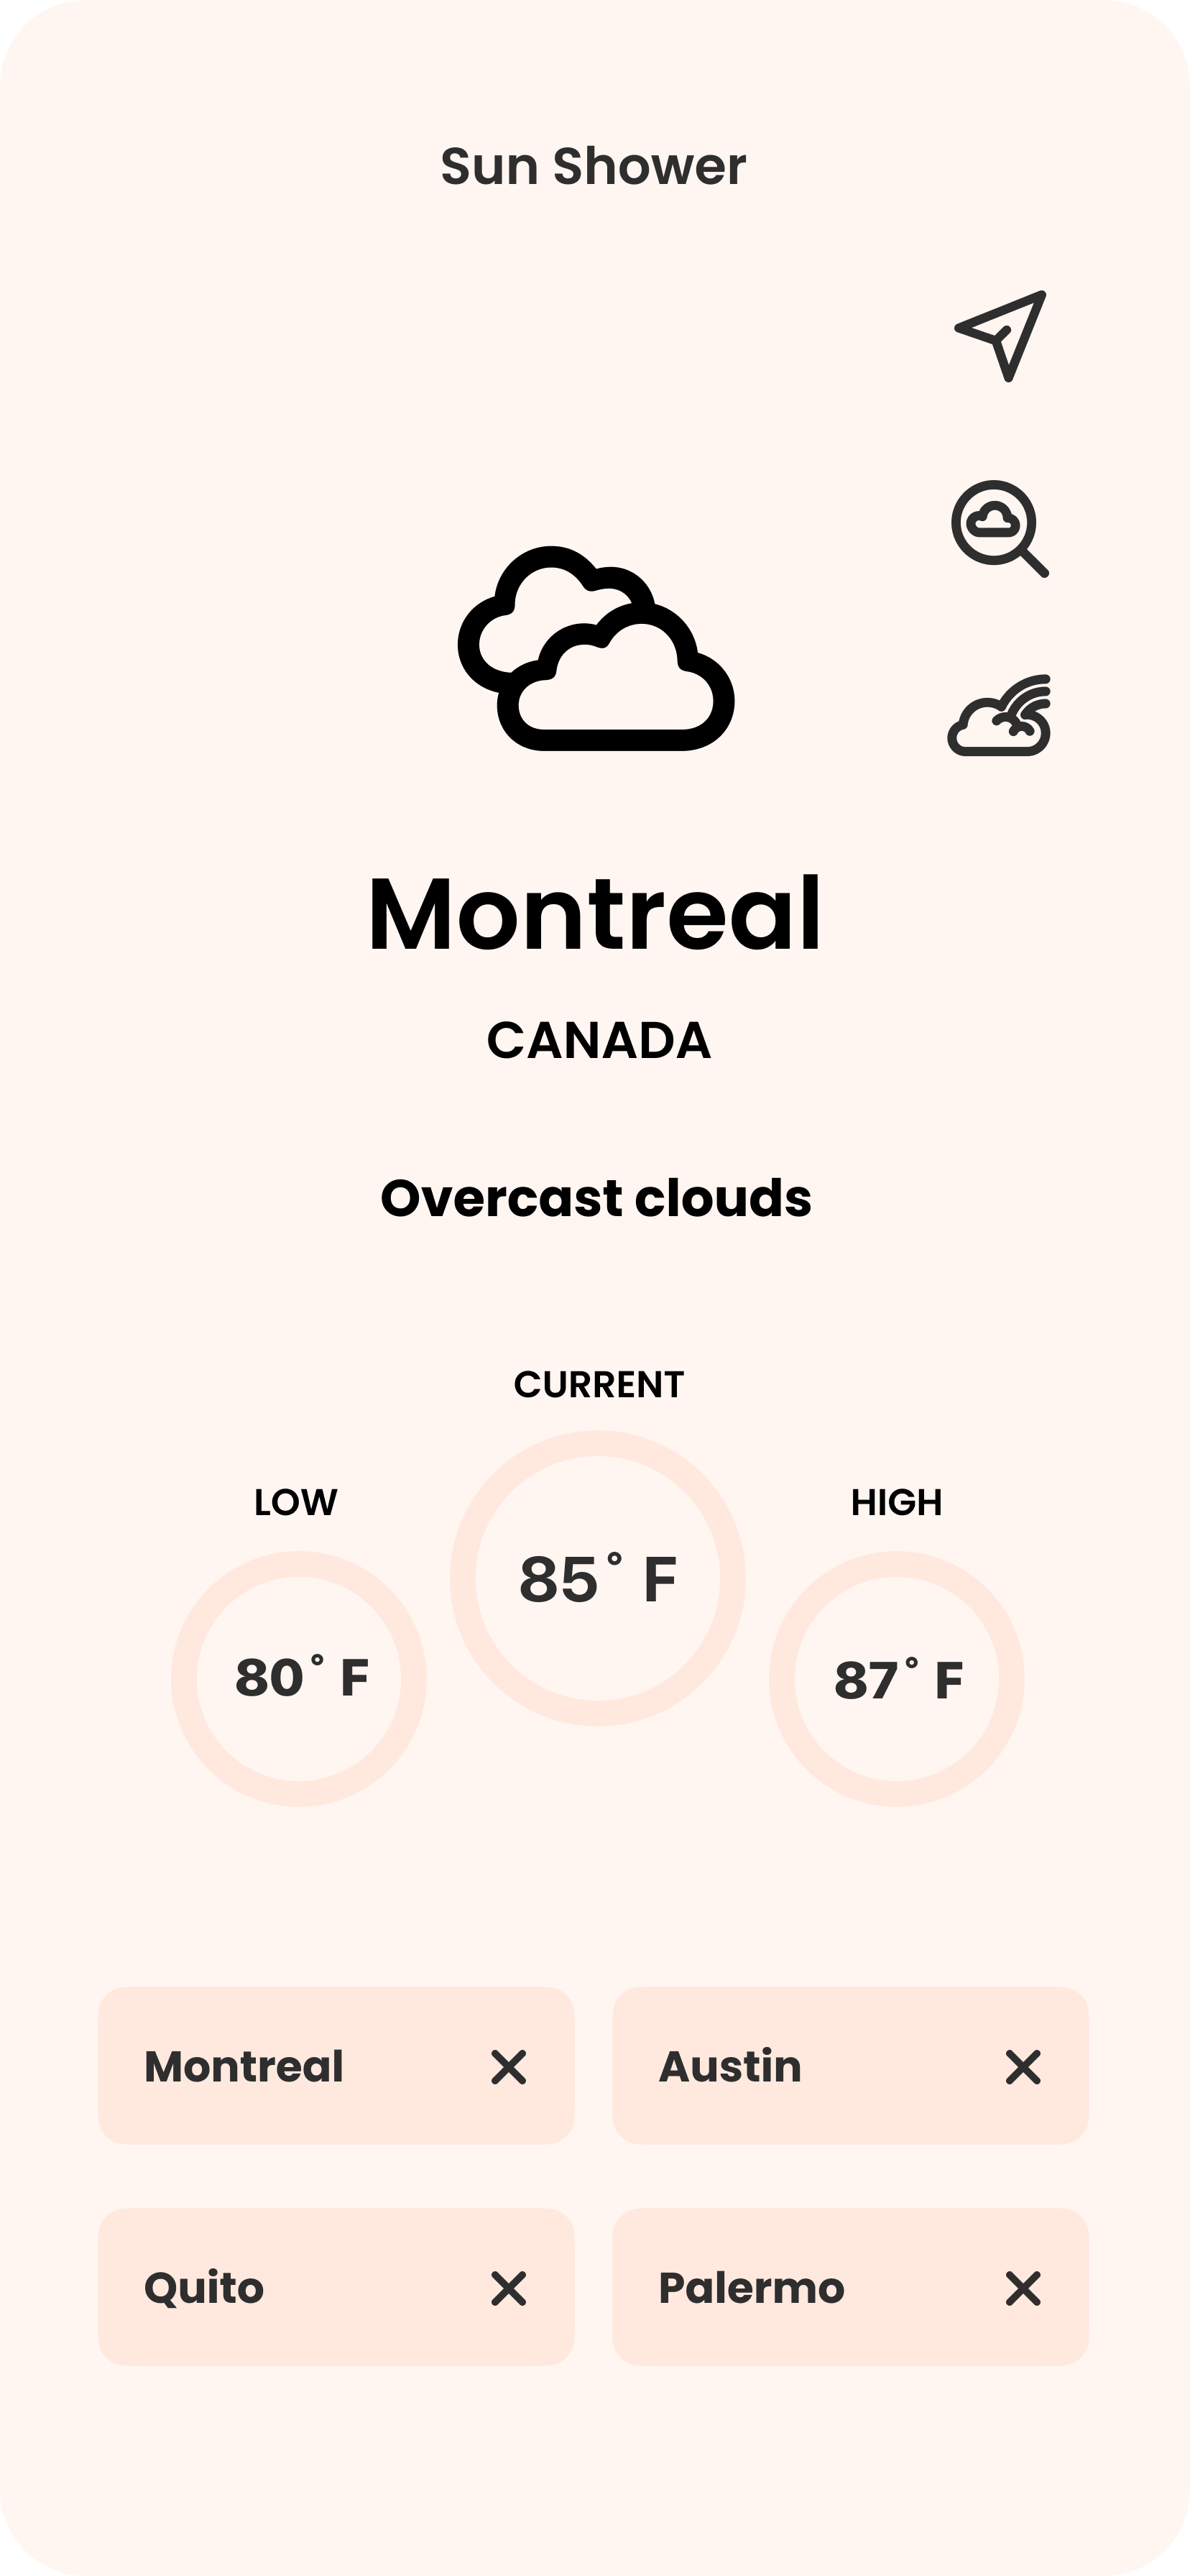 Sun Shower
Montreal
CANADA
Overcast clouds
CURRENT
LOW
HIGH
85° F
80° F
87° F
Montreal
Austin
Quito
Palermo